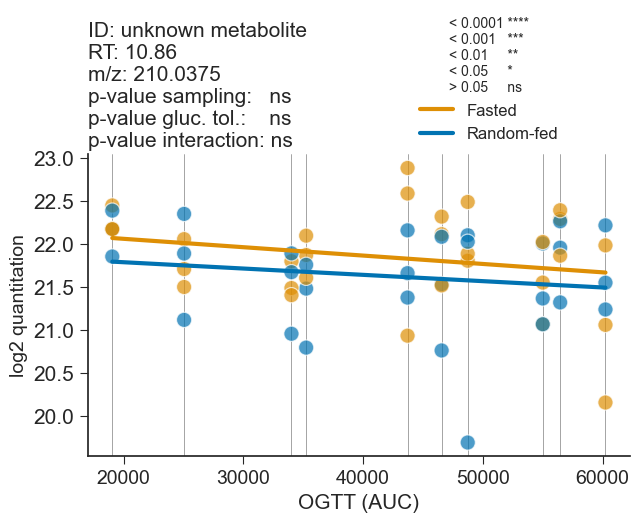 ID: unknown metabolite
RT: 10.86
m/z: 210.0375
p-value sampling: ns
p-value gluc. tol.: ns
p-value interaction: ns
< 0.0001 ****
< 0.001 ***
< 0.01 **
< 0.05 *
> 0.05 ns
Fasted
Random-fed
log2 quantitation
23.0
22.5
22.0
21.5
21.0
20.5
20.0
20000 30000 40000 50000 60000
OGTT (AUC)